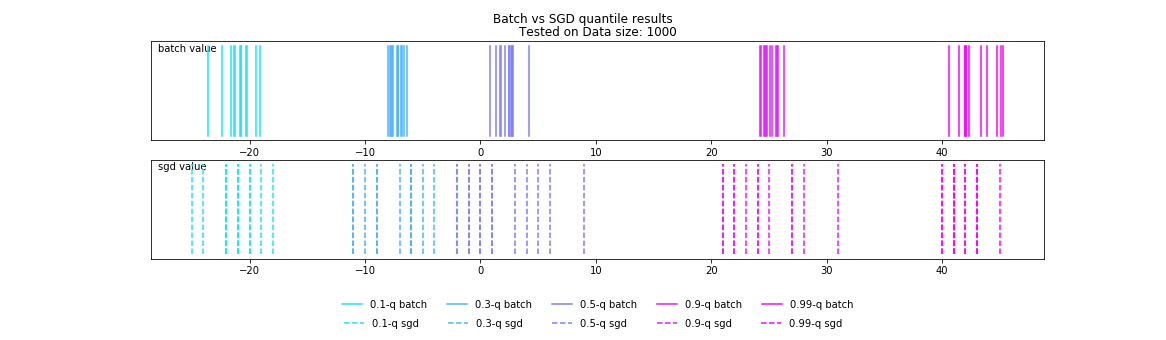 Batch vs SGD quantile results
Tested on Data size: 1000
batch value
−20 −10 0 10 20 30 40
sgd value
−20 −10 0 10 20 30 40
0.1-q batch 0.3-q batch 0.5-q batch 0.9-q batch 0.99-q batch
0.1-q sgd 0.3-q sgd 0.5-q sgd 0.9-q sgd 0.99-q sgd